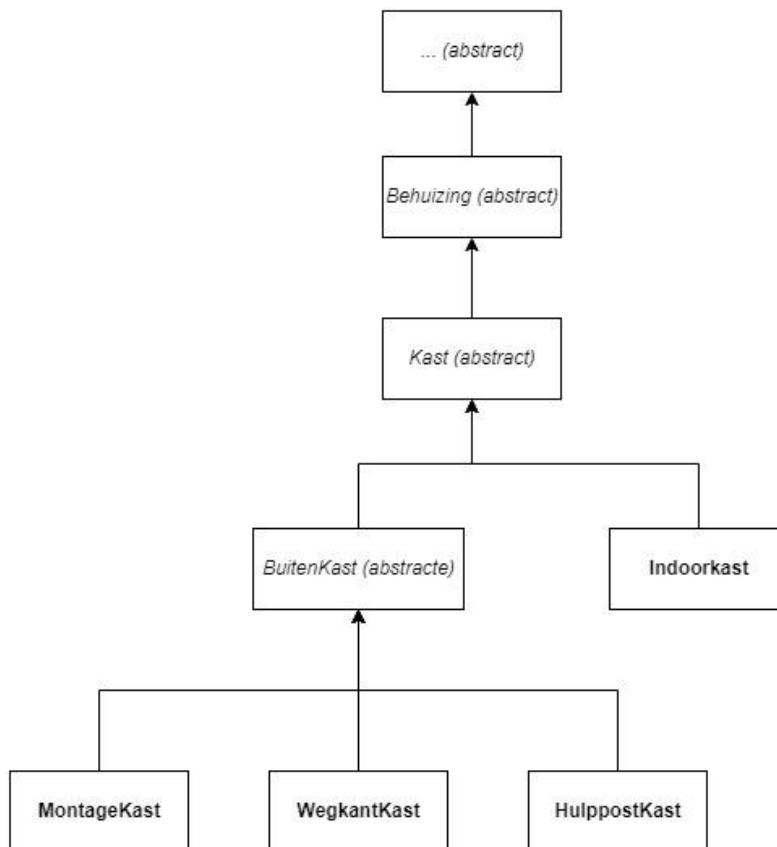 ... (abstract)
Behuizing (abstract)
Kast (abstract)
BuitenKast (abstracte)
Indoorkast
MontageKast
WegkantKast
HulppostKast